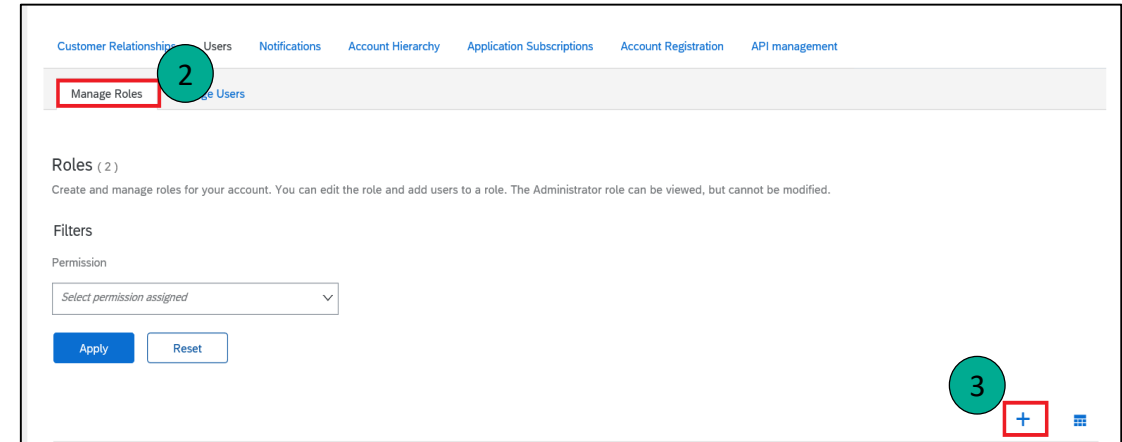 Customer Relationships Users Notifications Account Hierarchy Application Subscriptions Account Registration API management
2
Manage Roles ge Users
Roles ( 2 )
Create and manage roles for your account. You can edit the role and add users to a role. The Administrator role can be viewed, but cannot be modified.
Filters
Permission
Select permission assigned
Apply Reset
3
+